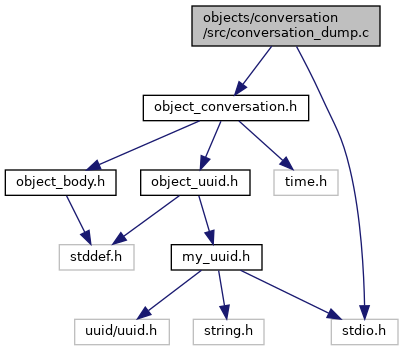 objects/conversation
/src/conversation_dump.c
object_conversation.h
object_body.h
object_uuid.h
time.h
stddef.h
my_uuid.h
uuid/uuid.h
string.h
stdio.h